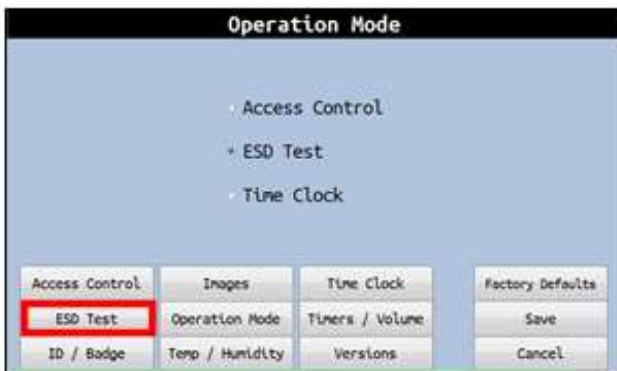 Operation Mode
Access Control
ESD Test
Time Clock
Access Control Images Time Clock Factory Defaults
ESD Test Operation Mode Timers / Volume Save
ID / Badge Temp / Humidity Versions Cancel